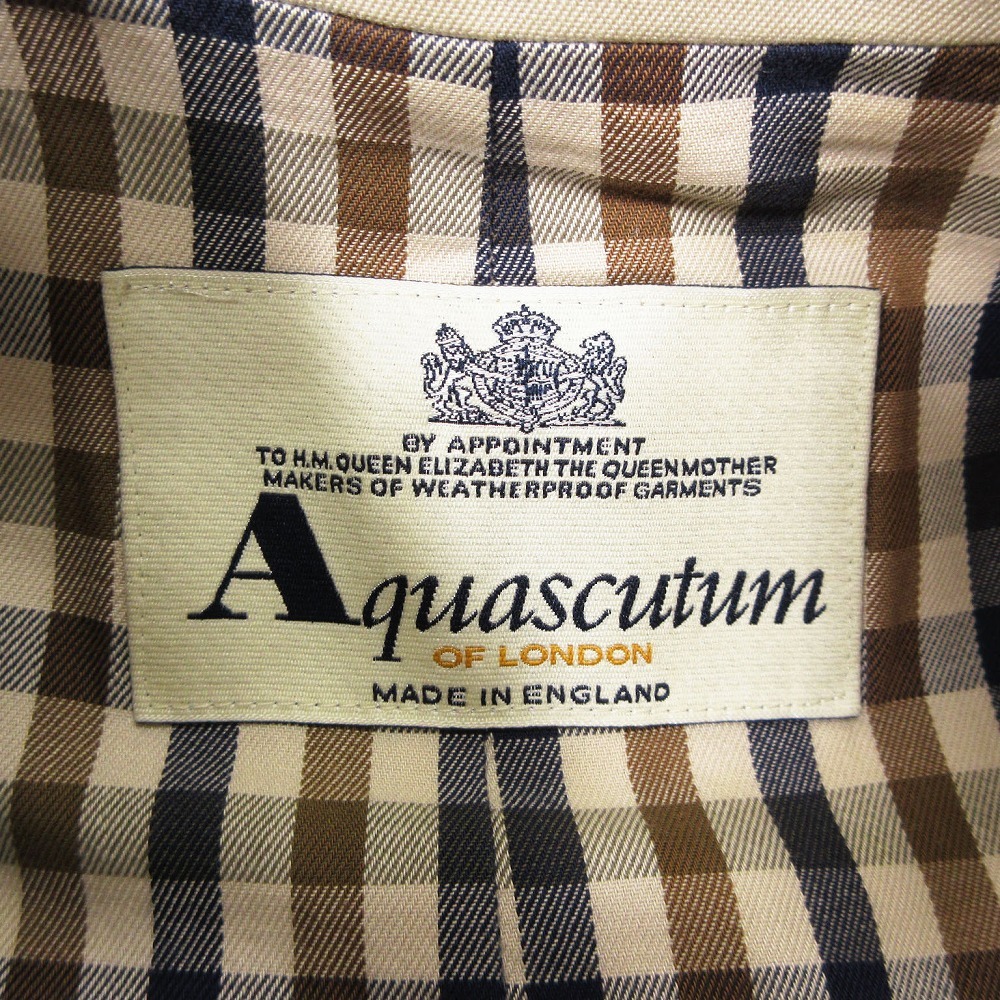 BY APPOINTMENT
TO H.M. QUEEN ELIZABETH THE QUEEN MOTHER
MAKERS OF WEATHERPROOF GARMENTS
Aquascutum
OF LONDON
MADE IN ENGLAND